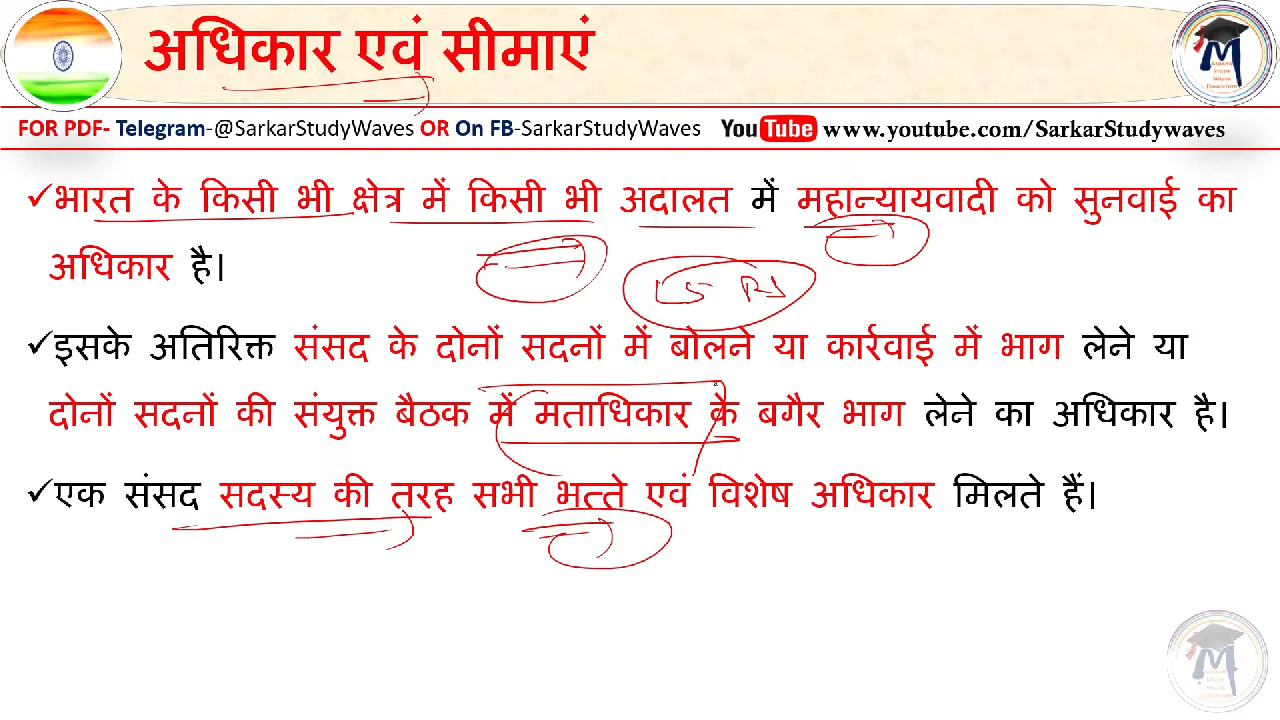 अधिकार एवं सीमाएं
FOR PDF- Telegram-@SarkarStudyWaves OR On FB-SarkarStudyWaves YouTube www.youtube.com/SarkarStudywaves
✓भारत के किसी भी क्षेत्र में किसी भी अदालत में महान्यायवादी को सुनवाई का
अधिकार है।
LS RJ
✓इसके अतिरिक्त संसद के दोनों सदनों में बोलने या कार्रवाई में भाग लेने या
दोनों सदनों की संयुक्त बैठक में मताधिकार के बगैर भाग लेने का अधिकार है।
✓एक संसद सदस्य की तरह सभी भत्ते एवं विशेष अधिकार मिलते हैं।